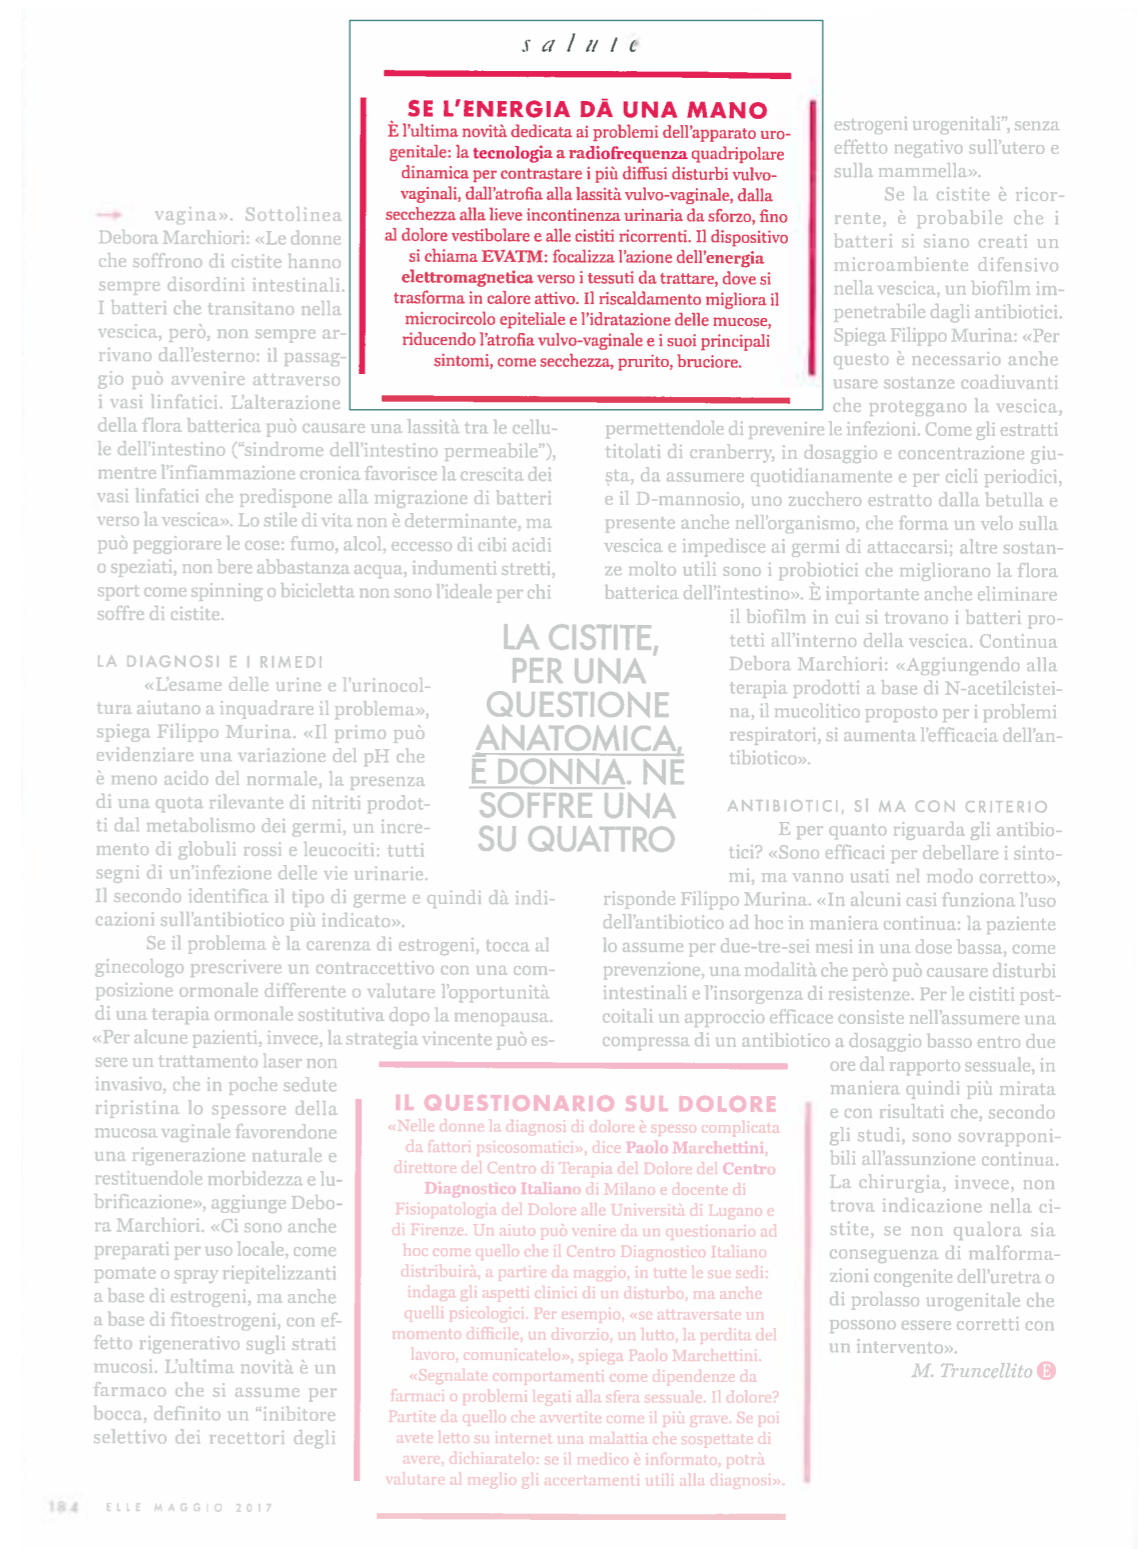 salute
SE L'ENERGIA DÀ UNA MANO
È l'ultima novità dedicata ai problemi dell'apparato uro-
genitale: la tecnologia a radiofrequenza quadripolare
dinamica per contrastare i più diffusi disturbi vulvo-
vaginali, dall'atrofia alla lassità vulvo-vaginale, dalla
secchezza alla lieve incontinenza urinaria da sforzo, fino
al dolore vestibolare e alle cistiti ricorrenti. Il dispositivo
si chiama EVATM: focalizza l'azione dell'energia
elettromagnetica verso i tessuti da trattare, dove si
trasforma in calore attivo. Il riscaldamento migliora il
microcircolo epiteliale e l'idratazione delle mucose,
riducendo l'atrofia vulvo-vaginale e i suoi principali
sintomi, come secchezza, prurito, bruciore.
vagina». Sottolinea
Debora Marchiori: «Le donne
che soffrono di cistite hanno
sempre disordini intestinali.
I batteri che transitano nella
vescica, però, non sempre ar-
rivano dall'esterno: il passag-
gio può avvenire attraverso
i vasi linfatici. L'alterazione
della flora batterica può causare una lassità tra le cellu-
le dell'intestino ("sindrome dell'intestino permeabile"),
mentre l'infiammazione cronica favorisce la crescita dei
vasi linfatici che predispone alla migrazione di batteri
verso la vescica». Lo stile di vita non è determinante, ma
può peggiorare le cose: fumo, alcol, eccesso di cibi acidi
o speziati, non bere abbastanza acqua, indumenti stretti,
sport come spinning o bicicletta non sono l'ideale per chi
soffre di cistite.
LA DIAGNOSI E I RIMEDI
«L'esame delle urine e l'urinocol-
tura aiutano a inquadrare il problema»,
spiega Filippo Murina. «Il primo può
evidenziare una variazione del pH che
è meno acido del normale, la presenza
di una quota rilevante di nitriti prodot-
ti dal metabolismo dei germi, un incre-
mento di globuli rossi e leucociti: tutti
segni di un'infezione delle vie urinarie.
Il secondo identifica il tipo di germe e quindi dà indi-
cazioni sull'antibiotico più indicato».
Se il problema è la carenza di estrogeni, tocca al
ginecologo prescrivere un contraccettivo con una com-
posizione ormonale differente o valutare l'opportunità
di una terapia ormonale sostitutiva dopo la menopausa.
«Per alcune pazienti, invece, la strategia vincente può es-
sere un trattamento laser non
invasivo, che in poche sedute
ripristina lo spessore della
mucosa vaginale favorendone
una rigenerazione naturale e
restituendole morbidezza e lu-
brificazione», aggiunge Debo-
ra Marchiori. «Ci sono anche
preparati per uso locale, come
pomate o spray riepitelizzanti
a base di estrogeni, ma anche
a base di fitoestrogeni, con ef-
fetto rigenerativo sugli strati
mucosi. L'ultima novità è un
farmaco che si assume per
bocca, definito un "inibitore
selettivo dei recettori degli
LA CISTITE,
PER UNA
QUESTIONE
ANATOMICA,
È DONNA. NE
SOFFRE UNA
SU QUATTRO
IL QUESTIONARIO SUL DOLORE
«Nelle donne la diagnosi di dolore è spesso complicata
da fattori psicosomatici», dice Paolo Marchettini,
direttore del Centro di Terapia del Dolore del Centro
Diagnostico Italiano di Milano e docente di
Fisiopatologia del Dolore alle Università di Lugano e
di Firenze. Un aiuto può venire da un questionario ad
hoc come quello che il Centro Diagnostico Italiano
distribuirà, a partire da maggio, in tutte le sue sedi:
indaga gli aspetti clinici di un disturbo, ma anche
quelli psicologici. Per esempio, «se attraversate un
momento difficile, un divorzio, un lutto, la perdita del
lavoro, comunicatelo», spiega Paolo Marchettini.
«Segnalate comportamenti come dipendenze da
farmaci o problemi legati alla sfera sessuale. Il dolore?
Partite da quello che avvertite come il più grave. Se poi
avete letto su internet una malattia che sospettate di
avere, dichiaratelo: se il medico è informato, potrà
valutare al meglio gli accertamenti utili alla diagnosi».
estrogeni urogenitali", senza
effetto negativo sull'utero e
sulla mammella».
Se la cistite è ricor-
rente, è probabile che i
batteri si siano creati un
microambiente difensivo
nella vescica, un biofilm im-
penetrabile dagli antibiotici.
Spiega Filippo Murina: «Per
questo è necessario anche
usare sostanze coadiuvanti
che proteggano la vescica,
permettendole di prevenire le infezioni. Come gli estratti
titolati di cranberry, in dosaggio e concentrazione giu-
sta, da assumere quotidianamente e per cicli periodici,
e il D-mannosio, uno zucchero estratto dalla betulla e
presente anche nell'organismo, che forma un velo sulla
vescica e impedisce ai germi di attaccarsi; altre sostan-
ze molto utili sono i probiotici che migliorano la flora
batterica dell'intestino». È importante anche eliminare
il biofilm in cui si trovano i batteri pro-
tetti all'interno della vescica. Continua
Debora Marchiori: «Aggiungendo alla
terapia prodotti a base di N-acetilcistei-
na, il mucolitico proposto per i problemi
respiratori, si aumenta l'efficacia dell'an-
tibiotico».
ANTIBIOTICI, SÌ MA CON CRITERIO
E per quanto riguarda gli antibio-
tici? «Sono efficaci per debellare i sinto-
mi, ma vanno usati nel modo corretto»,
risponde Filippo Murina. «In alcuni casi funziona l'uso
dell'antibiotico ad hoc in maniera continua: la paziente
lo assume per due-tre-sei mesi in una dose bassa, come
prevenzione, una modalità che però può causare disturbi
intestinali e l'insorgenza di resistenze. Per le cistiti post-
coitali un approccio efficace consiste nell'assumere una
compressa di un antibiotico a dosaggio basso entro due
ore dal rapporto sessuale, in
maniera quindi più mirata
e con risultati che, secondo
gli studi, sono sovrapponi-
bili all'assunzione continua.
La chirurgia, invece, non
trova indicazione nella ci-
stite, se non qualora sia
conseguenza di malforma-
zioni congenite dell'uretra o
di prolasso urogenitale che
possono essere corretti con
un intervento».
M. Truncellito E
184 ELLE MAGGIO 2017